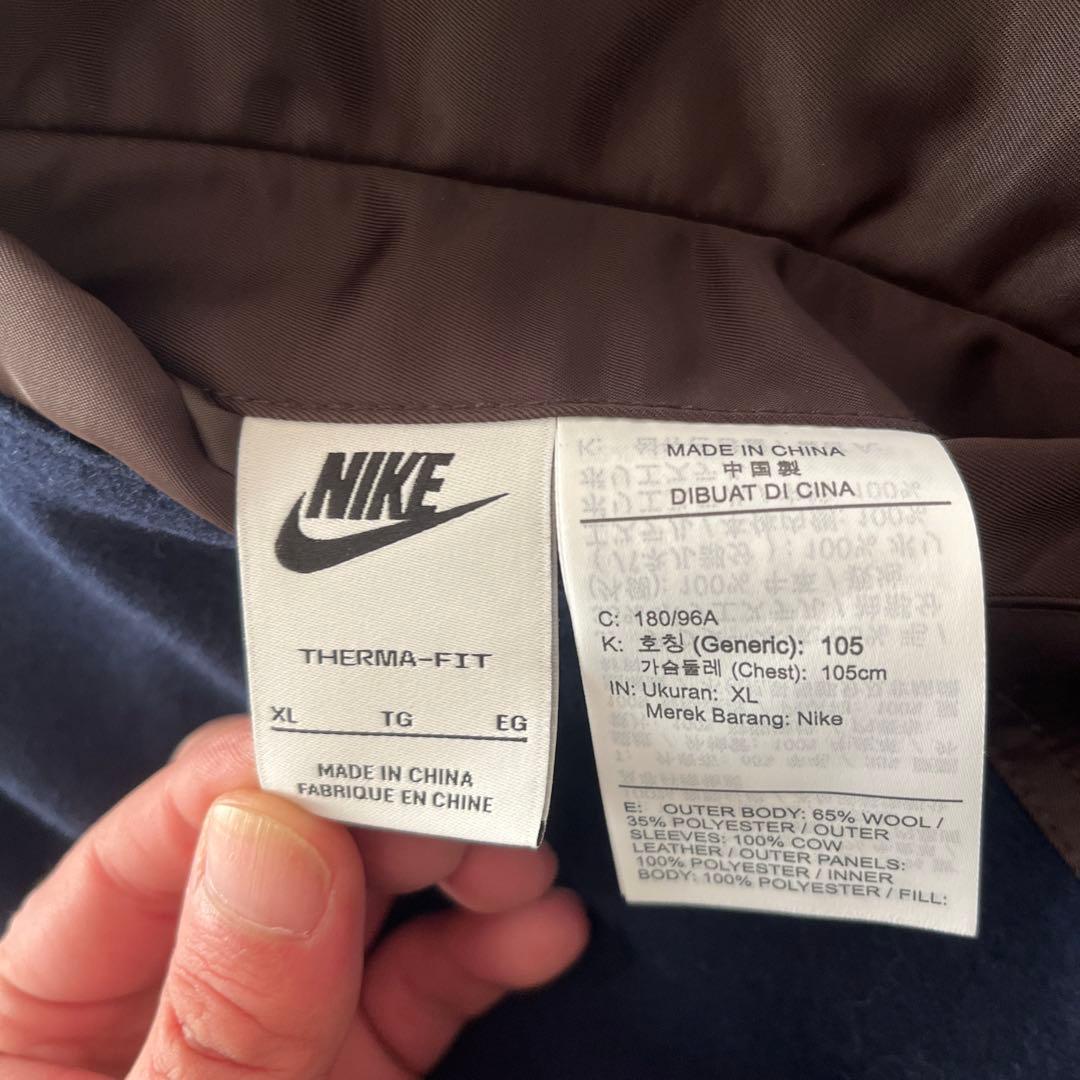 NIKE
THERMA-FIT
XL TG EG
MADE IN CHINA
FABRIQUE EN CHINE
MADE IN CHINA
中国製
DIBUAT DI CINA
C: 180/96A
K: 호칭 (Generic): 105
가슴둘레 (Chest): 105cm
IN: Ukuran: XL
Merek Barang: Nike
E: OUTER BODY: 65% WOOL /
35% POLYESTER / OUTER
SLEEVES: 100% COW
LEATHER / OUTER PANELS:
100% POLYESTER / INNER
BODY: 100% POLYESTER / FILL: